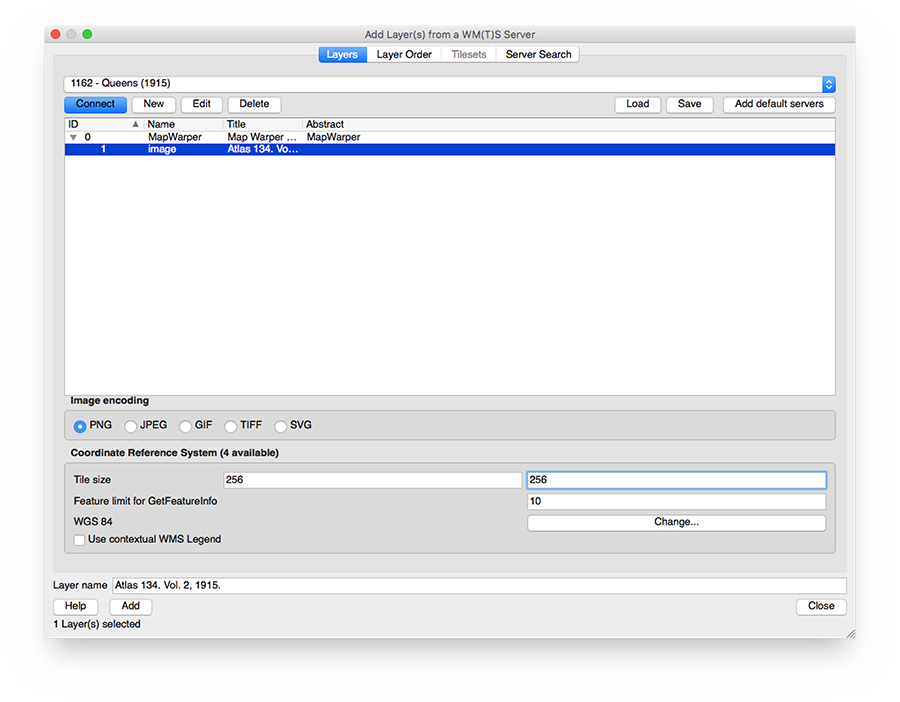 Add Layer(s) from a WM(T)S Server
Layers Layer Order Tilesets Server Search
1162 - Queens (1915)
Connect New Edit Delete Load Save Add default servers
ID Name Title Abstract
0 MapWarper Map Warper ... MapWarper
1 image Atlas 134. Vo...
Image encoding
PNG JPEG GIF TIFF SVG
Coordinate Reference System (4 available)
Tile size 256 256
Feature limit for GetFeatureInfo 10
WGS 84 Change...
Use contextual WMS Legend
Layer name Atlas 134. Vol. 2, 1915.
Help Add Close
1 Layer(s) selected